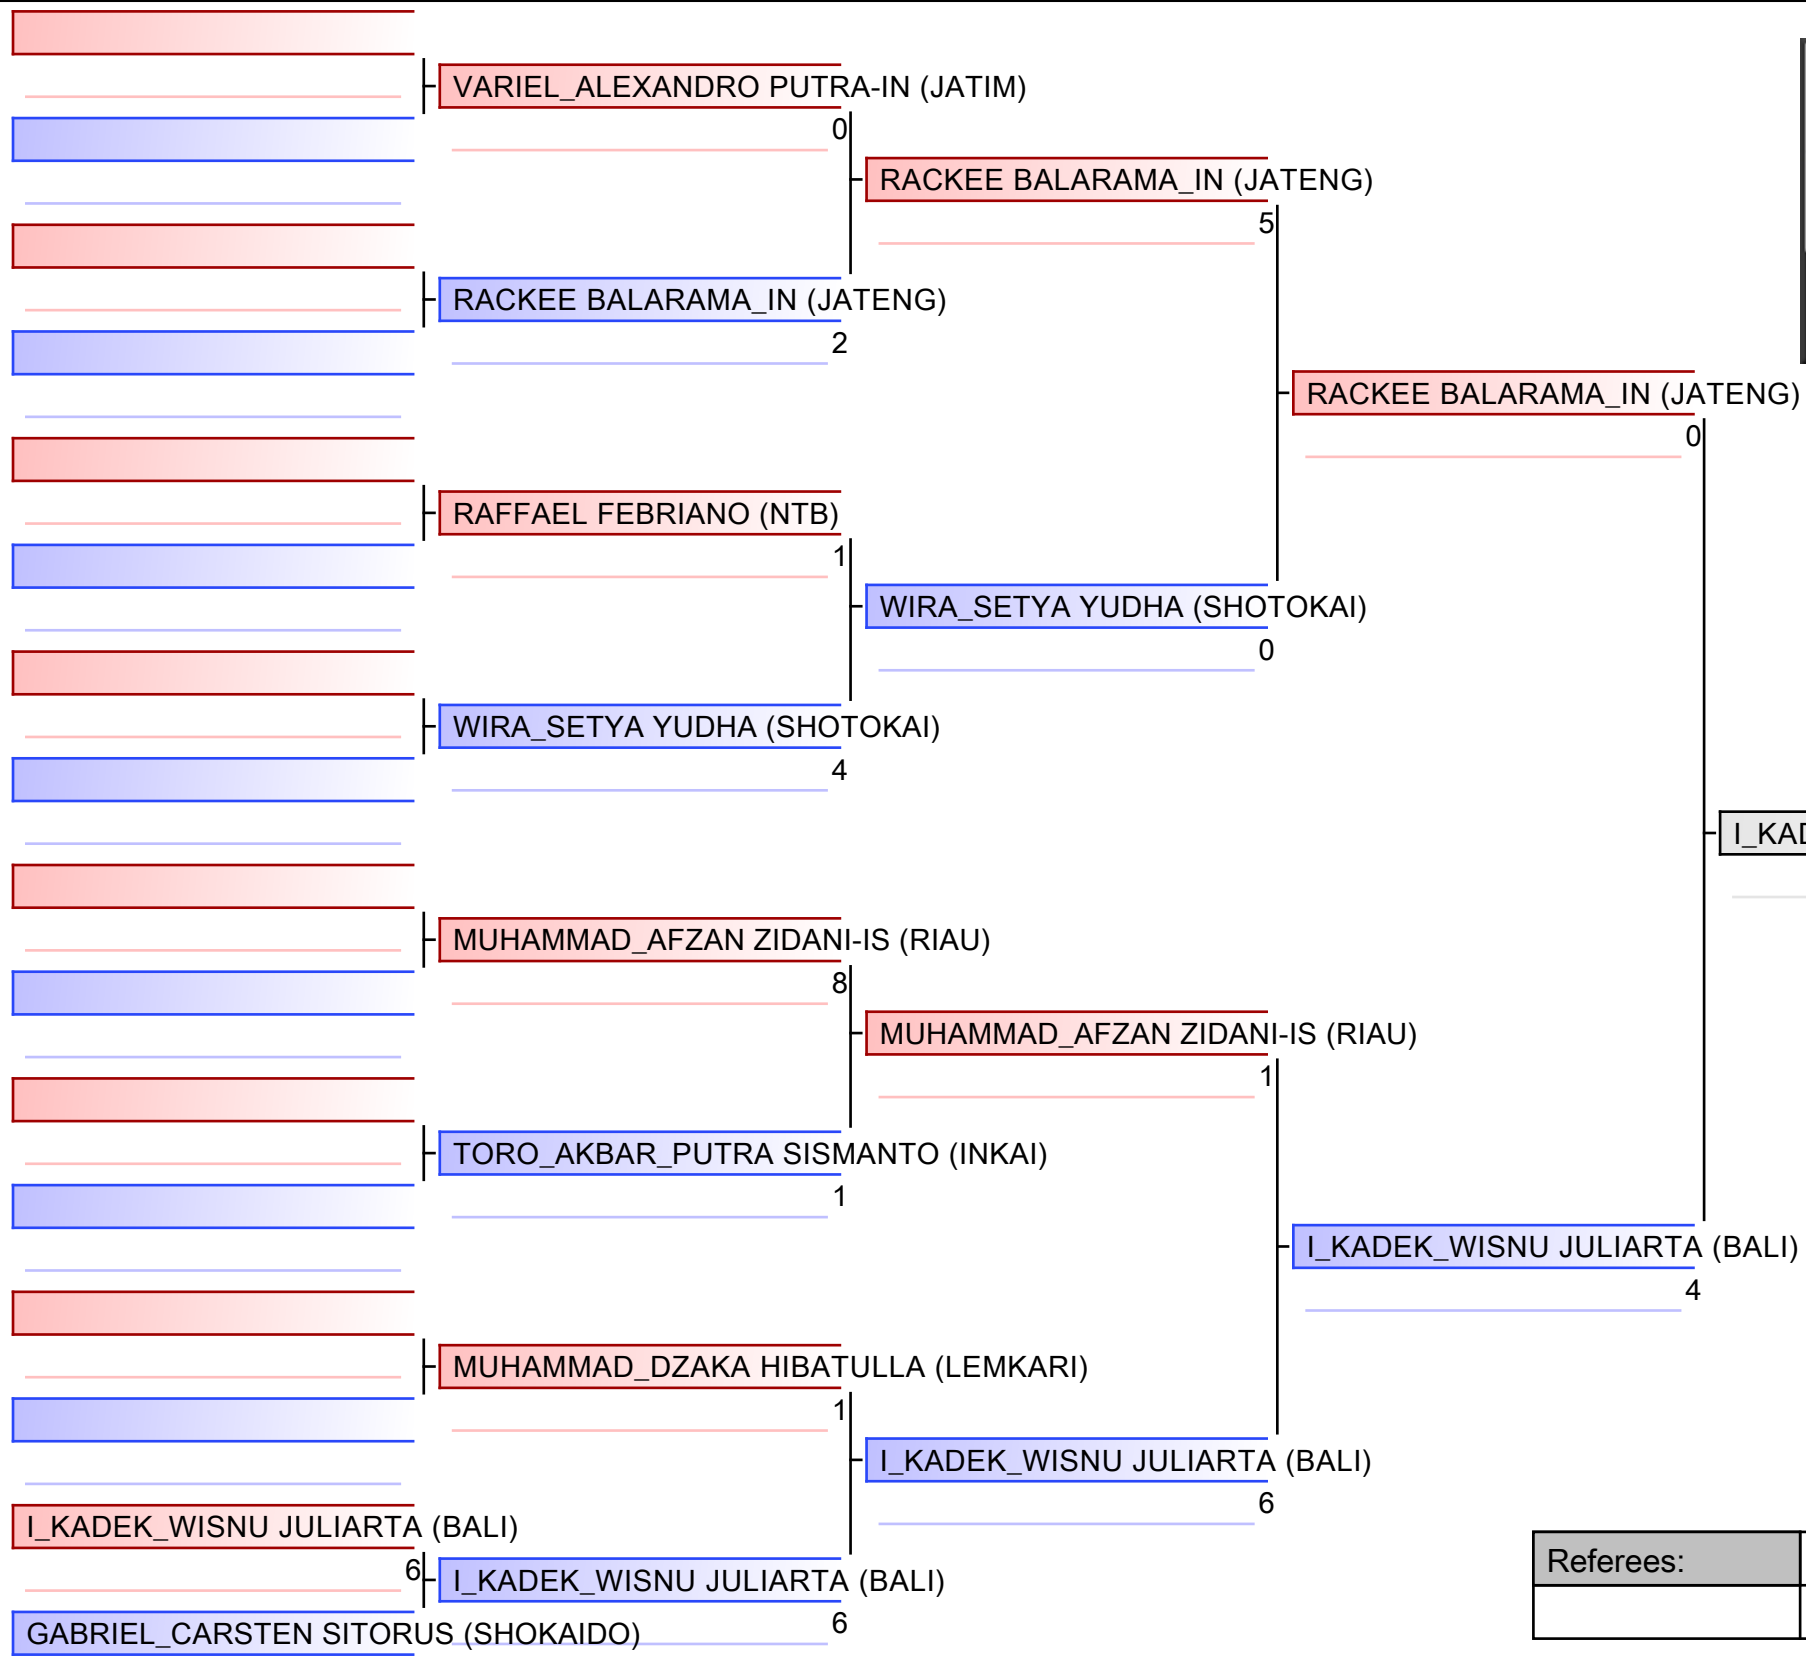 VARIEL_ALEXANDRO PUTRA-IN (JATIM)
0
RACKEE BALARAMA_IN (JATENG)
5
RACKEE BALARAMA_IN (JATENG)
2
RACKEE BALARAMA_IN (JATENG)
0
RAFFAEL FEBRIANO (NTB)
1
WIRA_SETYA YUDHA (SHOTOKAI)
0
WIRA_SETYA YUDHA (SHOTOKAI)
4
I_KAD
MUHAMMAD_AFZAN ZIDANI-IS (RIAU)
8
MUHAMMAD_AFZAN ZIDANI-IS (RIAU)
1
TORO_AKBAR_PUTRA SISMANTO (INKAI)
1
I_KADEK_WISNU JULIARTA (BALI)
4
MUHAMMAD_DZAKA HIBATULLA (LEMKARI)
1
I_KADEK_WISNU JULIARTA (BALI)
6
I_KADEK_WISNU JULIARTA (BALI)
6
I_KADEK_WISNU JULIARTA (BALI)
6
GABRIEL_CARSTEN SITORUS (SHOKAIDO)
Referees: